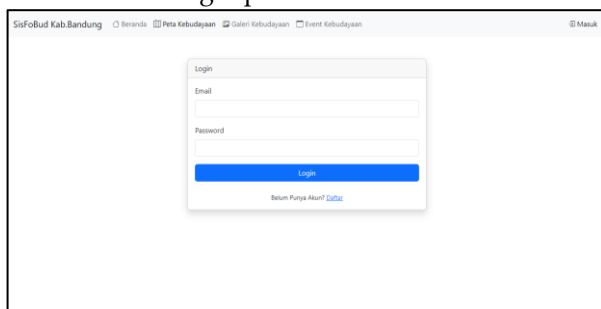 SisFoBud Kab.Bandung Beranda Peta Kebudayaan Galeri Kebudayaan Event Kebudayaan Masuk
Login
Email
Password
Login
Belum Punya Akun? Daftar